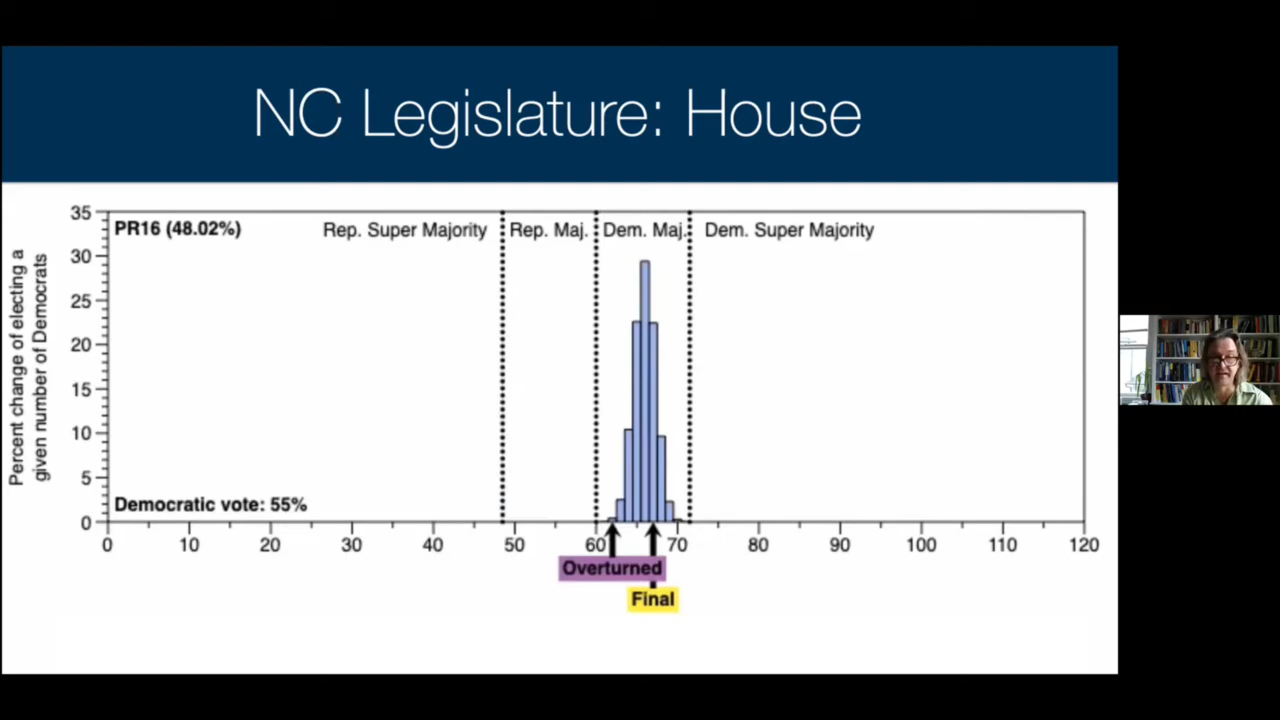 NC Legislature: House
Percent change of electing a
given number of Democrats
35
30
25
20
15
10
5
0
PR16 (48.02%)
Rep. Super Majority
Rep. Maj.
Dem. Maj.
Dem. Super Majority
Democratic vote: 55%
0 10 20 30 40 50 60 70 80 90 100 110 120
Overturned
Final